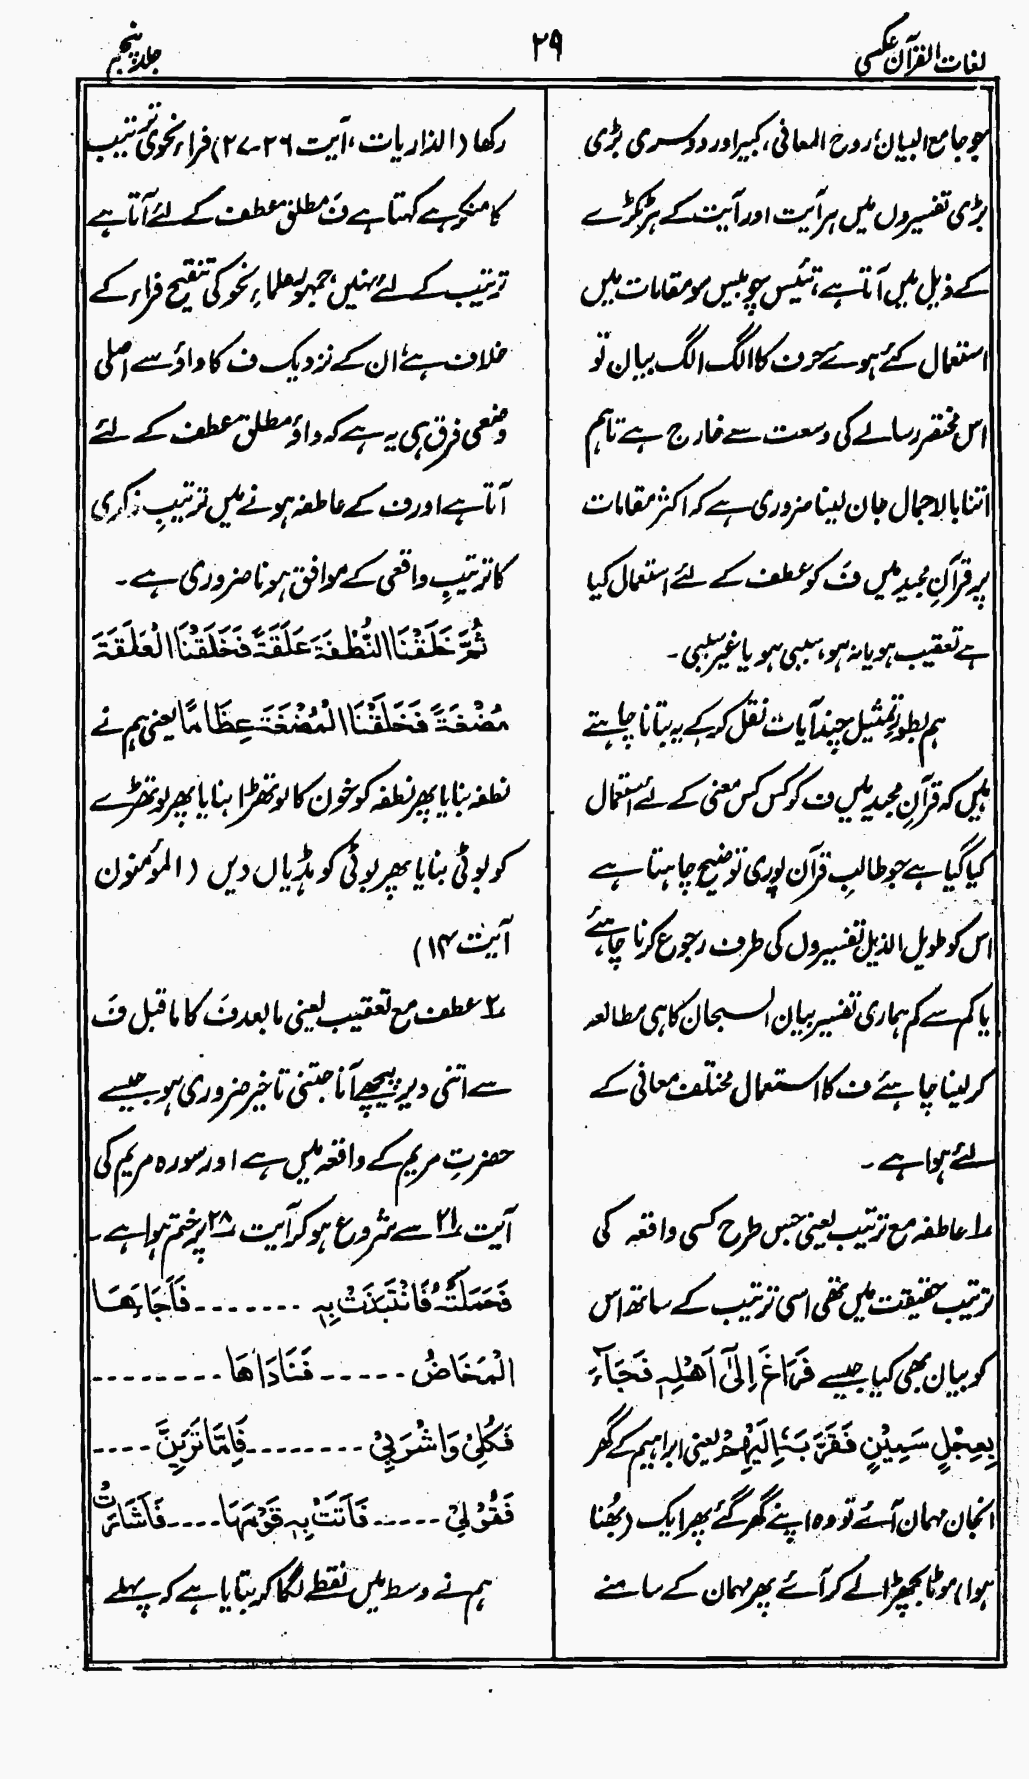 لغات القرآن عکسی
۲۹
جلد پنجم
جو جامع البیان، روح المعانی، کبیر اور دوسری بڑی
بڑی تفسیروں میں ہر آیت اور آیت کے ہر ٹکڑے
کے ذیل میں آتا ہے، تیئس چوبیس سو مقامات میں
استعمال کئے ہوئے حرف کا الگ الگ بیان تو
اس مختصر رسالے کی وسعت سے خارج ہے تاہم
اتنا بالاجمال جان لینا ضروری ہے کہ اکثر مقامات
پر قرآنِ مجید میں فَ کو عطف کے لئے استعمال کیا
ہے تعقیب ہو یا نہ ہو، سببی ہو یا غیر سببی۔
ہم بطور تمثیل چند آیات نقل کر کے یہ بتانا چاہتے
ہیں کہ قرآنِ مجید میں ف کو کس کس معنی کے لئے استعمال
کیا گیا ہے جو طالبِ قرآن پوری توضیح چاہتا ہے
اس کو طویل الذیل تفسیروں کی طرف رجوع کرنا چاہئے
یا کم سے کم ہماری تفسیر بیان السبحان کا ہی مطالعہ
کر لینا چاہئے ف کا استعمال مختلف معانی کے
لئے ہوا ہے۔
۱؎ عاطفہ مع ترتیب یعنی جس طرح کسی واقعہ کی
ترتیب حقیقت میں تھی اسی ترتیب کے ساتھ اس
کو بیان بھی کیا جیسے فَرَاغَ اِلٰٓی اَهْلِهٖ فَجَآءَ
بِعِجْلٍ سَمِيْنٍ فَقَرَّبَهٗٓ اِلَيْهِمْ یعنی ابراہیم کے گھر
انجان مہمان آئے تو وہ اپنے گھر گئے پھر ایک (بُھنا
ہوا) موٹا بچھڑا لے کر آئے پھر مہمان کے سامنے
رکھا (الذاریات، آیت ۲۶-۲۷) فراء نحوی ترتیب
کا منکر ہے کہتا ہے فَ مطلق عطف کے لئے آتا ہے
ترتیب کے لئے نہیں، جمہور علماءِ نحو کی تنقیح فراء کے
خلاف ہے، ان کے نزدیک ف کا واؤ سے اصلی
وضعی فرق ہی یہ ہے کہ واؤ مطلق عطف کے لئے
آتا ہے اور ف کے عاطفہ ہونے میں ترتیبِ ذکری
کا ترتیبِ واقعی کے موافق ہونا ضروری ہے۔
ثُمَّ خَلَقْنَا النُّطْفَةَ عَلَقَةً فَخَلَقْنَا الْعَلَقَةَ
مُضْغَةً فَخَلَقْنَا الْمُضْغَةَ عِظَامًا یعنی ہم نے
نطفہ بنایا پھر نطفہ کو خون کا لوتھڑا بنایا پھر لوتھڑے
کو بوٹی بنایا پھر بوٹی کو ہڈیاں دیں (المؤمنون
آیت ۱۴)
۲؎ عطف مع تعقیب یعنی ما بعد فَ کا ما قبل فَ
سے اتنی دیر پیچھے آنا جتنی تاخیر ضروری ہو جیسے
حضرتِ مریم کے واقعہ میں ہے اور سورہ مریم کی
آیت ۲۱ سے شروع ہو کر آیت ۲۸ پر ختم ہوا ہے۔
فَحَمَلَتْهُ فَانْتَبَذَتْ بِهٖ ------- فَاَجَاءَهَا
الْمَخَاضُ ----- فَنَادَاهَا --------
فَكُلِیْ وَاشْرَبِیْ -------- فَاِمَّا تَرَيِنَّ ----
فَقُوْلِیْ ----- فَاَتَتْ بِهٖ قَوْمَهَا ---- فَاَشَارَتْ
ہم نے وسط میں نقطے لگا کر بتایا ہے کہ پہلے